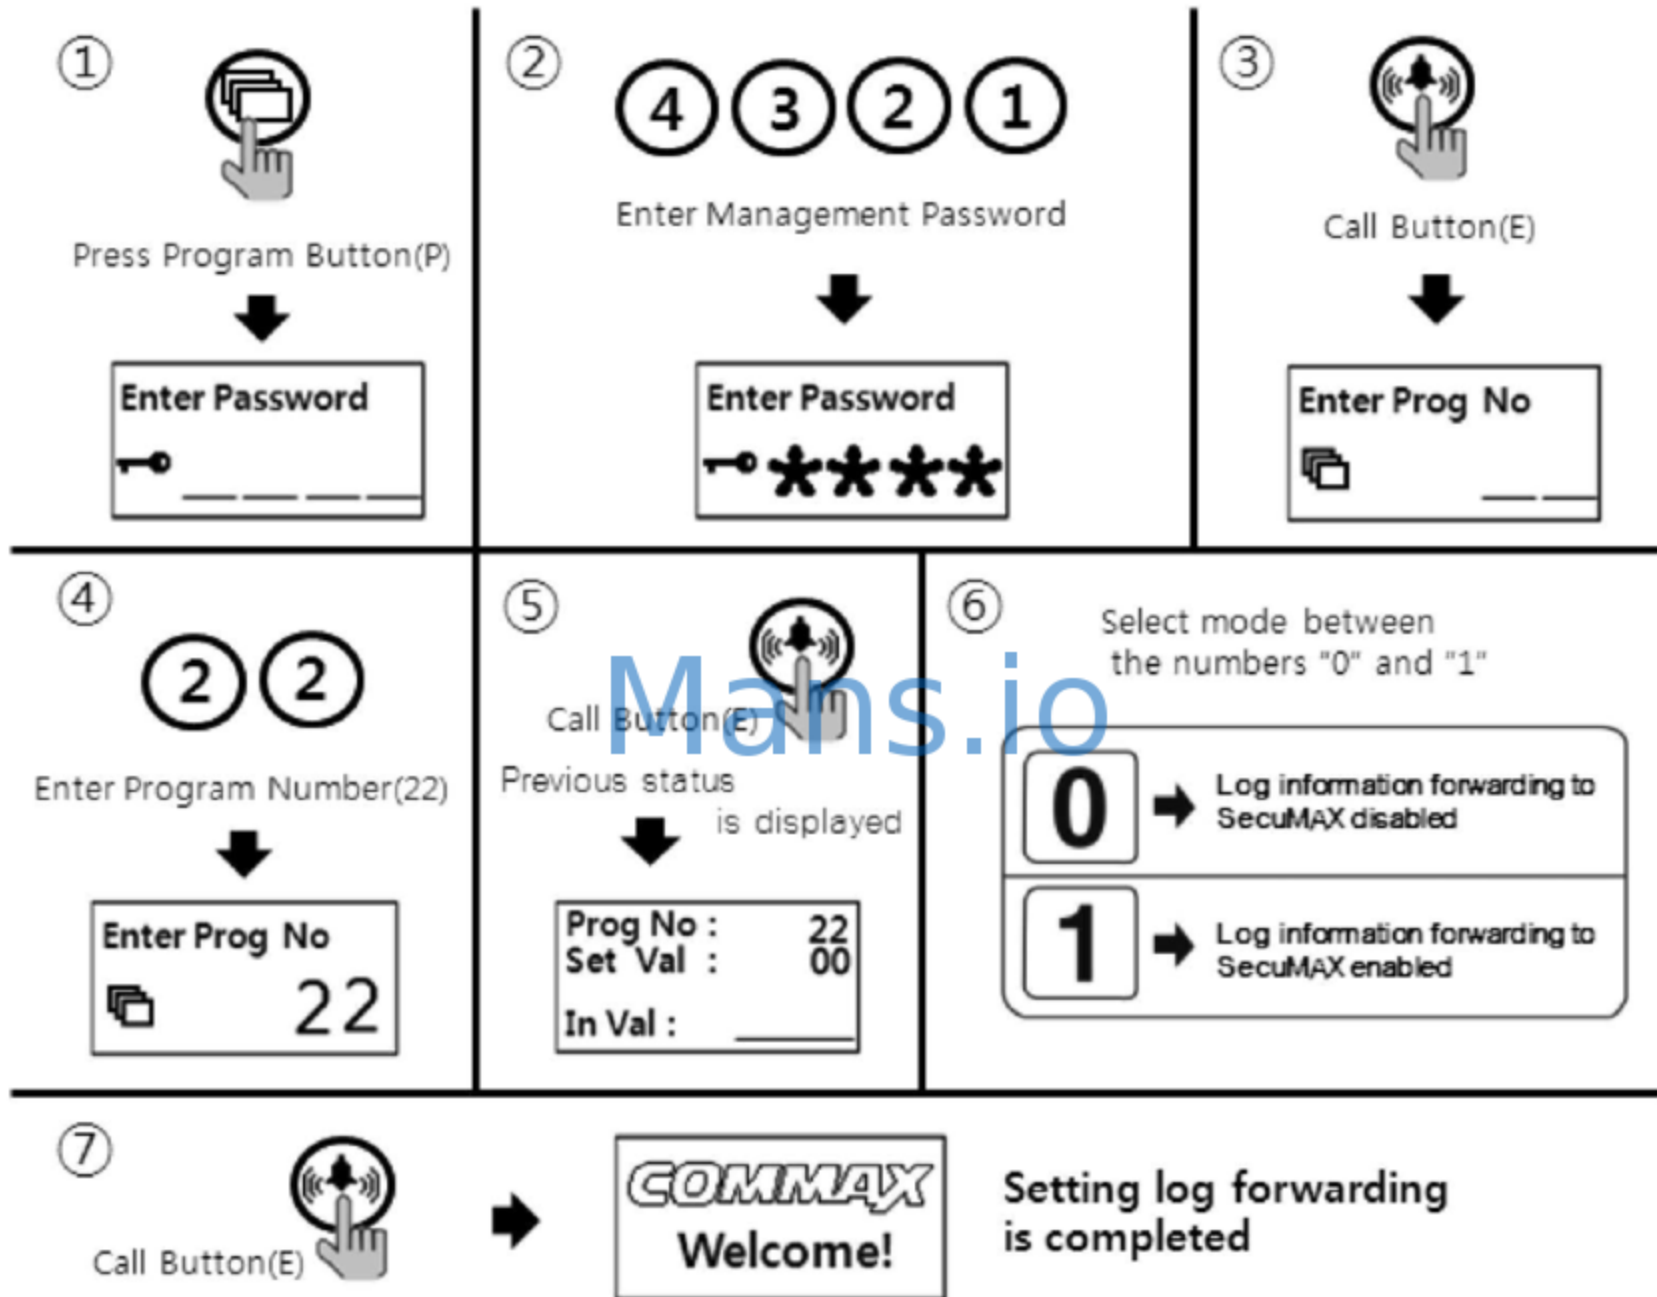 ①
Press Program Button(P)
Enter Password
②
4 3 2 1
Enter Management Password
Enter Password
③
Call Button(E)
Enter Prog No
④
2 2
Enter Program Number(22)
Enter Prog No
22
⑤
Call Button(E)
Previous status
is displayed
Prog No : 22
Set Val : 00
In Val :
⑥
Select mode between
the numbers "0" and "1"
0
Log information forwarding to
SecuMAX disabled
1
Log information forwarding to
SecuMAX enabled
Mans.io
⑦
Call Button(E)
COMMAX
Welcome!
Setting log forwarding
is completed